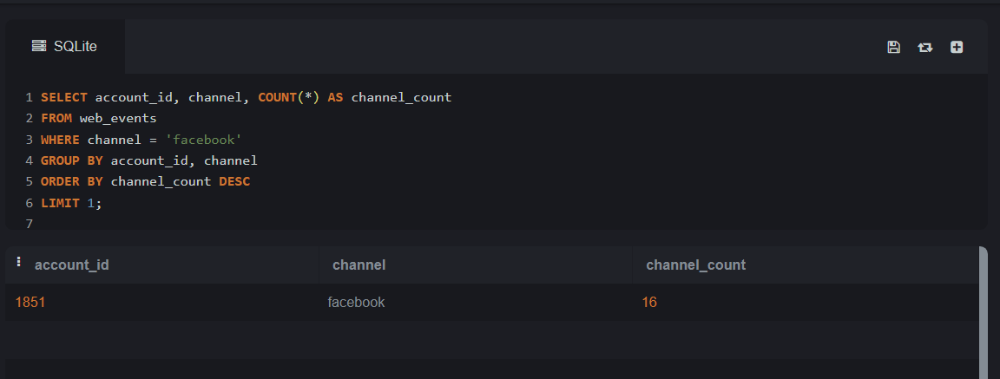 SQLite
1 SELECT account_id, channel, COUNT(*) AS channel_count
2 FROM web_events
3 WHERE channel = 'facebook'
4 GROUP BY account_id, channel
5 ORDER BY channel_count DESC
6 LIMIT 1;
7
account_id channel channel_count
1851 facebook 16